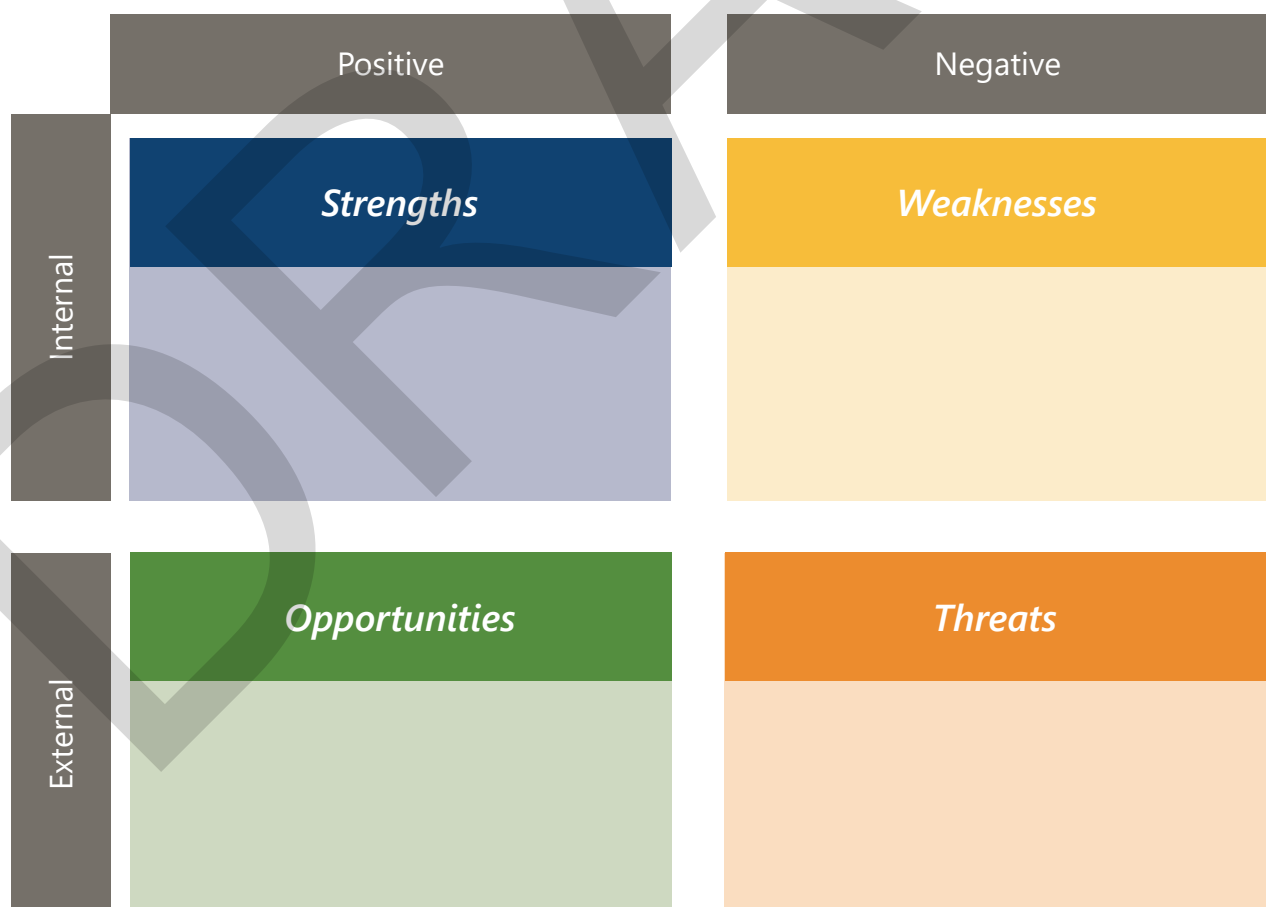 Positive
Negative
Internal
Strengths
Weaknesses
External
Opportunities
Threats